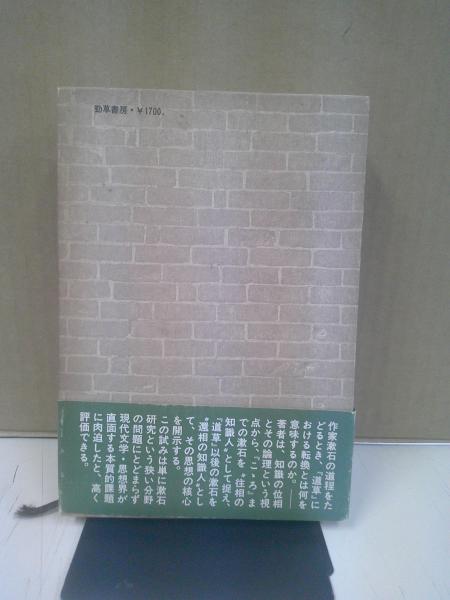 勁草書房・¥1700.
作家漱石の道程をた
どるとき、「道草」に
おける転換とは何を
意味するのか。――
著者は、〝知識の位相
とその論理〟という視
点から、『こゝろ』ま
での漱石を〝往相の
知識人〟として捉え、
『道草』以後の漱石を
〝還相の知識人〟とし
て、その思想の核心
を開示する。
この試みは単に漱石
研究という狭い分野
の問題にとどまらず
現代文学・思想界が
直面する本質的課題
に肉迫したと、高く
評価できる。